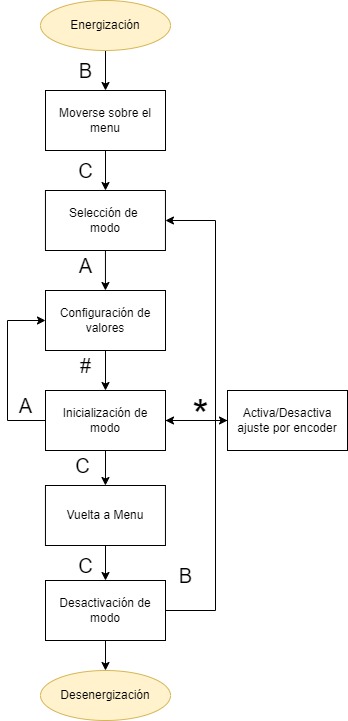 Energización
B
Moverse sobre el
menu
C
Selección de
modo
A
Configuración de
valores
#
A
Inicialización de
modo
*
Activa/Desactiva
ajuste por encoder
C
Vuelta a Menu
C
B
Desactivación de
modo
Desenergización